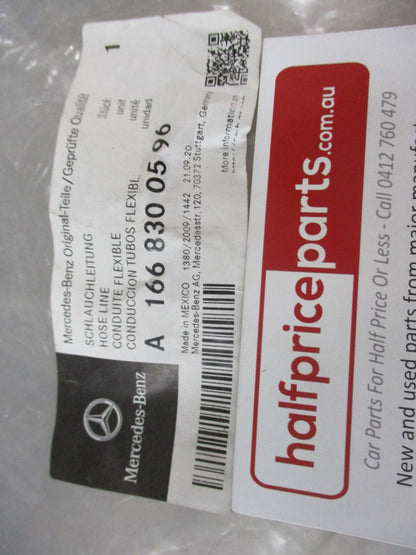 Mercedes-Benz Original-Teile/Geprüfte Qualität
SCHLAUCHLEITUNG
HOSE LINE
CONDUITE FLEXIBLE
CONDUCCION TUBOS FLEXIBL.
Stück
unit
unité
unidad
1
A 166 830 05 96
Made in MEXICO 1380/2009/1442 21.09.20
Mercedes-Benz AG, Mercedesstr.120, 70372 Stuttgart, Germany
More information:
Mercedes-Benz
halfpriceparts.com.au
Car Parts For Half Price Or Less - Call 0412 760 479
New and used parts from major